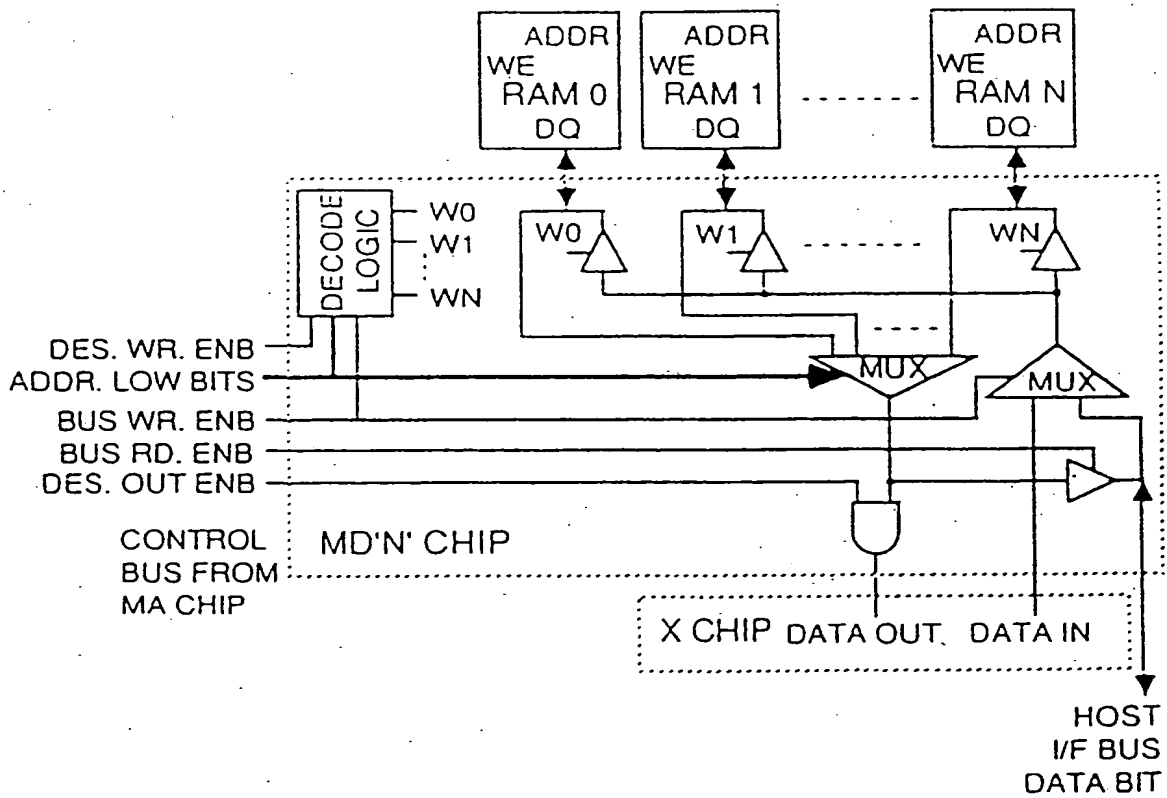 ADDR
WE
RAM 0
DQ
ADDR
WE
RAM 1
DQ
ADDR
WE
RAM N
DQ
DECODE
LOGIC
W0
W1
WN
W0
W1
WN
MUX
MUX
DES. WR. ENB
ADDR. LOW BITS
BUS WR. ENB
BUS RD. ENB
DES. OUT ENB
CONTROL
BUS FROM
MA CHIP
MD'N' CHIP
X CHIP DATA OUT DATA IN
HOST
I/F BUS
DATA BIT